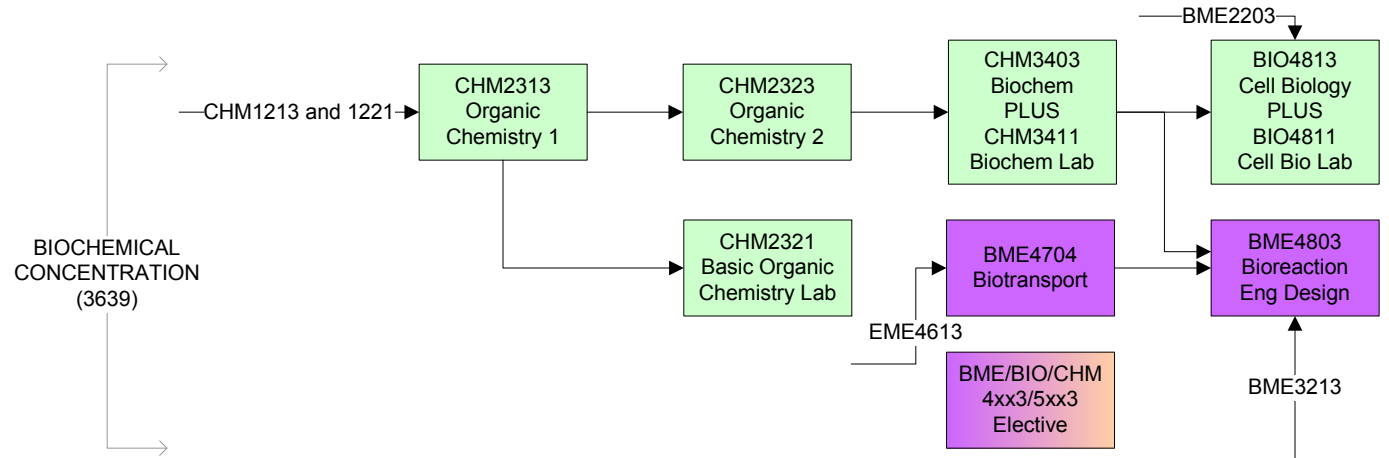 BME2203
CHM1213 and 1221
CHM2313
Organic
Chemistry 1
CHM2323
Organic
Chemistry 2
CHM3403
Biochem
PLUS
CHM3411
Biochem Lab
BIO4813
Cell Biology
PLUS
BIO4811
Cell Bio Lab
BIOCHEMICAL
CONCENTRATION
(3639)
CHM2321
Basic Organic
Chemistry Lab
EME4613
BME4704
Biotransport
BME4803
Bioreaction
Eng Design
BME/BIO/CHM
4xx3/5xx3
Elective
BME3213